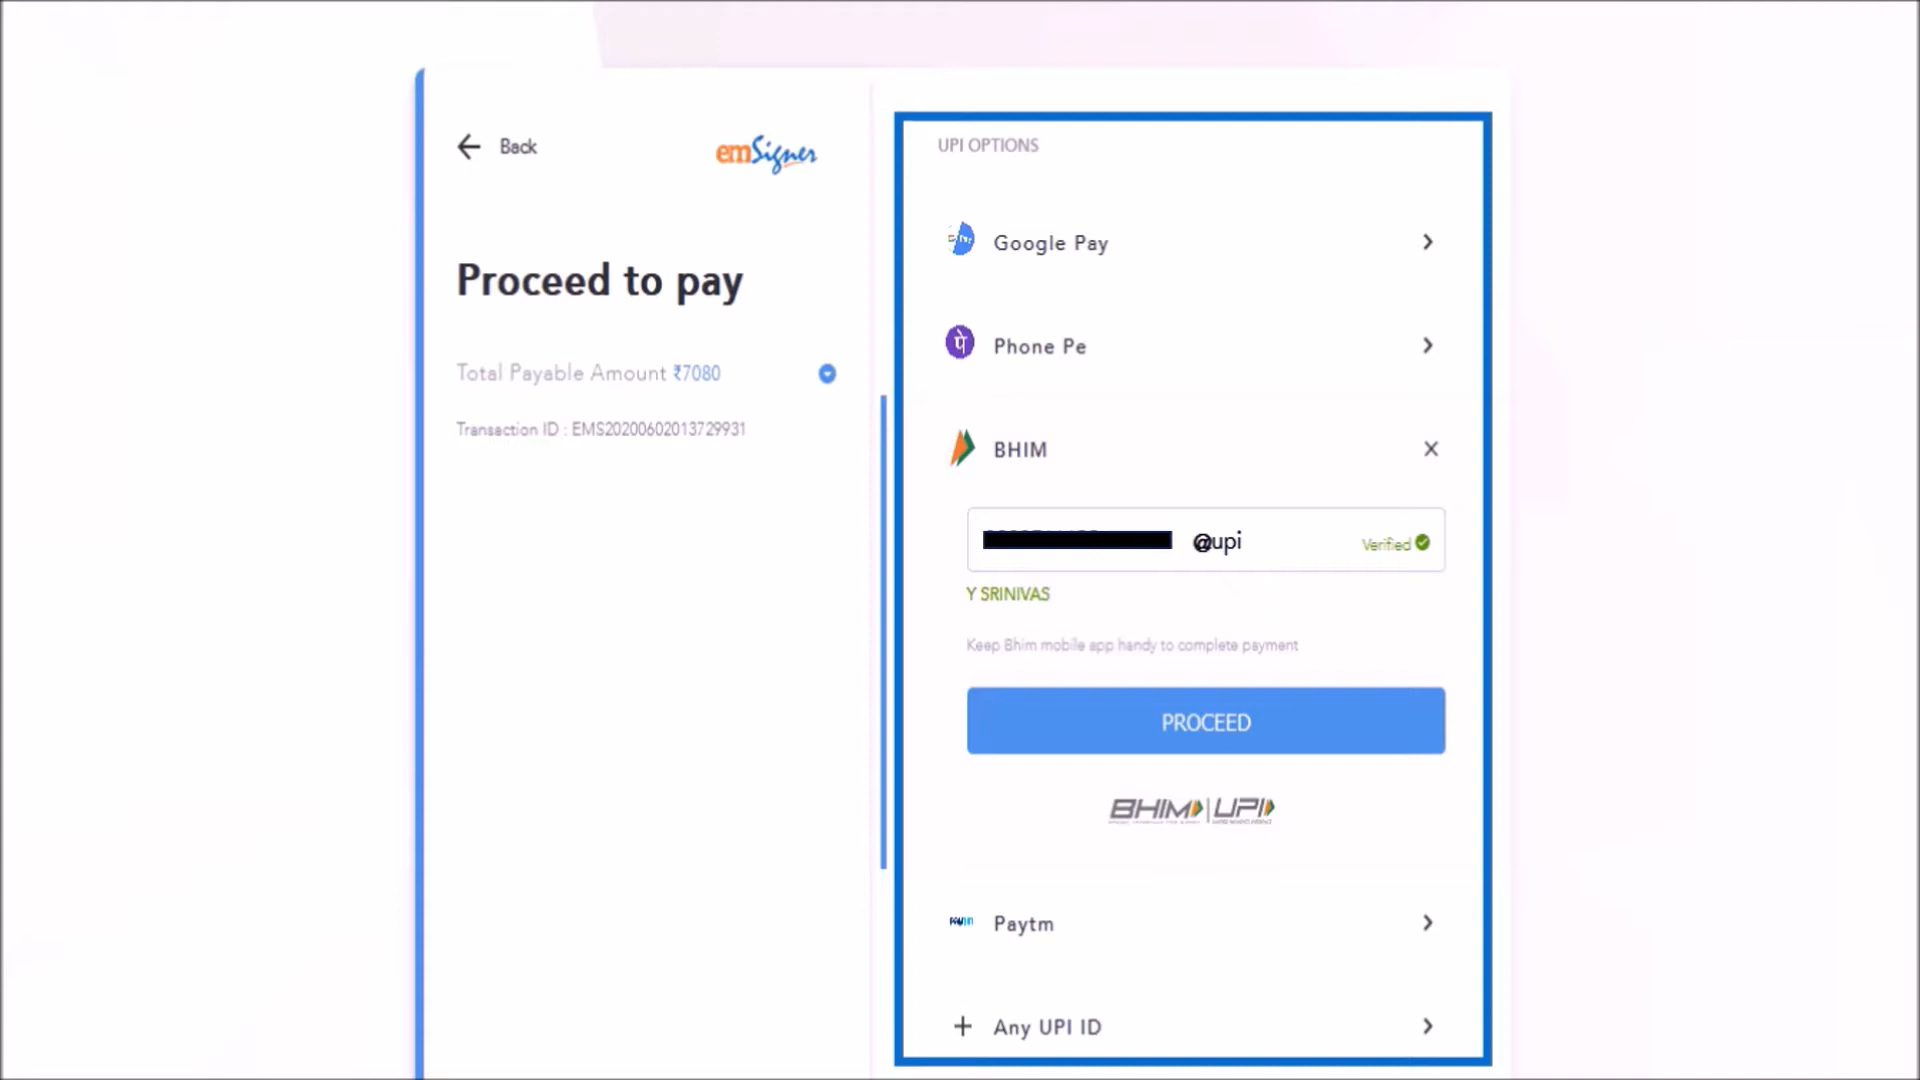 Back
emSigner
Proceed to pay
Total Payable Amount ₹7080
Transaction ID : EMS20200602013729931
UPI OPTIONS
Google Pay
पे
Phone Pe
BHIM
@upi
Verified
Y SRINIVAS
Keep Bhim mobile app handy to complete payment
PROCEED
BHIM UPI
Paytm
Paytm
Any UPI ID